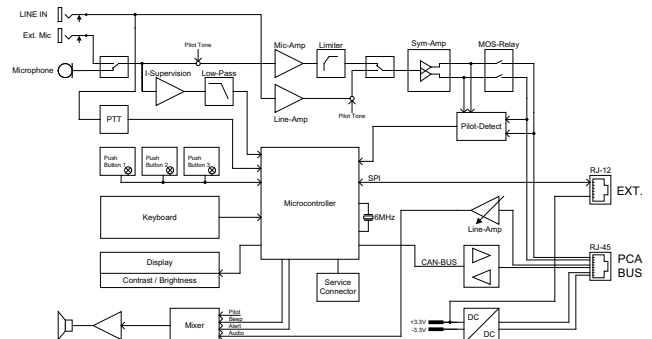 LINE IN
Ext. Mic
Microphone
Pilot Tone
Mic-Amp
Limiter
Sym-Amp
MOS-Relay
I-Supervision
Low-Pass
Line-Amp
Pilot Tone
PTT
Pilot-Detect
Push
Button 1
Push
Button 2
Push
Button 3
SPI
RJ-12
EXT.
Keyboard
Microcontroller
6MHz
Line-Amp
RJ-45
PCA
BUS
Display
Contrast / Brightness
CAN-BUS
Service
Connector
Mixer
Pilot
Beep
Alert
Audio
+3.3V
-3.3V
DC
DC